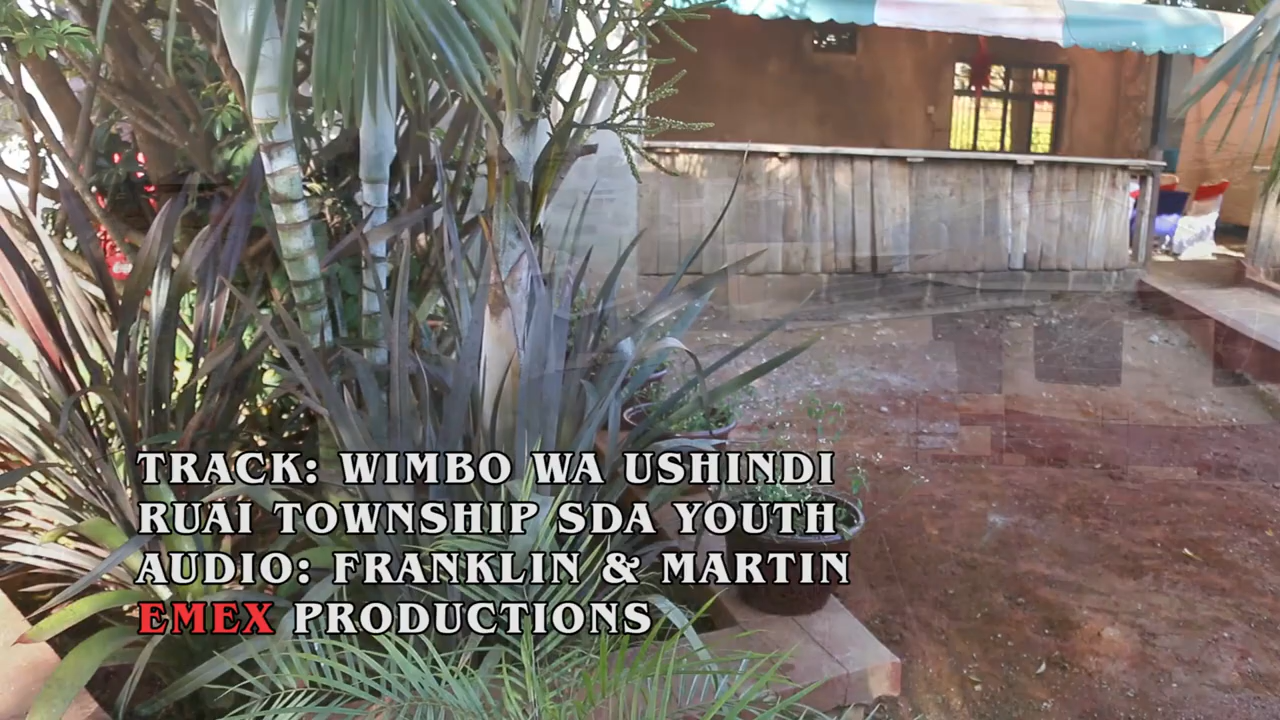 TRACK: WIMBO WA USHINDI
RUAI TOWNSHIP SDA YOUTH
AUDIO: FRANKLIN & MARTIN
EMEX PRODUCTIONS